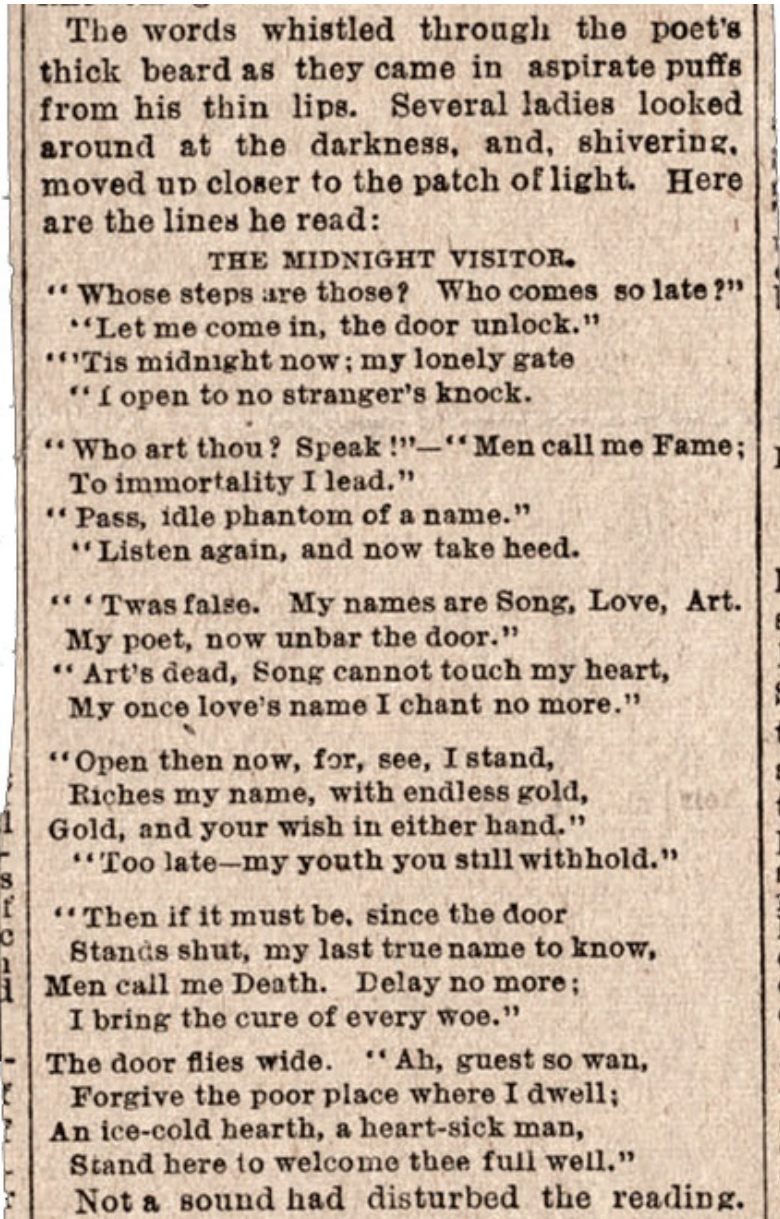 The words whistled through the poet's
thick beard as they came in aspirate puffs
from his thin lips. Several ladies looked
around at the darkness, and, shivering,
moved up closer to the patch of light. Here
are the lines he read:
THE MIDNIGHT VISITOR.
"Whose steps are those? Who comes so late?"
"Let me come in, the door unlock."
"'Tis midnight now; my lonely gate
"I open to no stranger's knock.
"Who art thou? Speak!"—"Men call me Fame;
To immortality I lead."
"Pass, idle phantom of a name."
"Listen again, and now take heed.
"'Twas false. My names are Song, Love, Art.
My poet, now unbar the door."
"Art's dead, Song cannot touch my heart,
My once love's name I chant no more."
"Open then now, for, see, I stand,
Riches my name, with endless gold,
Gold, and your wish in either hand."
"Too late—my youth you still withhold."
"Then if it must be, since the door
Stands shut, my last true name to know,
Men call me Death. Delay no more;
I bring the cure of every woe."
The door flies wide. "Ah, guest so wan,
Forgive the poor place where I dwell;
An ice-cold hearth, a heart-sick man,
Stand here to welcome thee full well."
Not a sound had disturbed the reading.